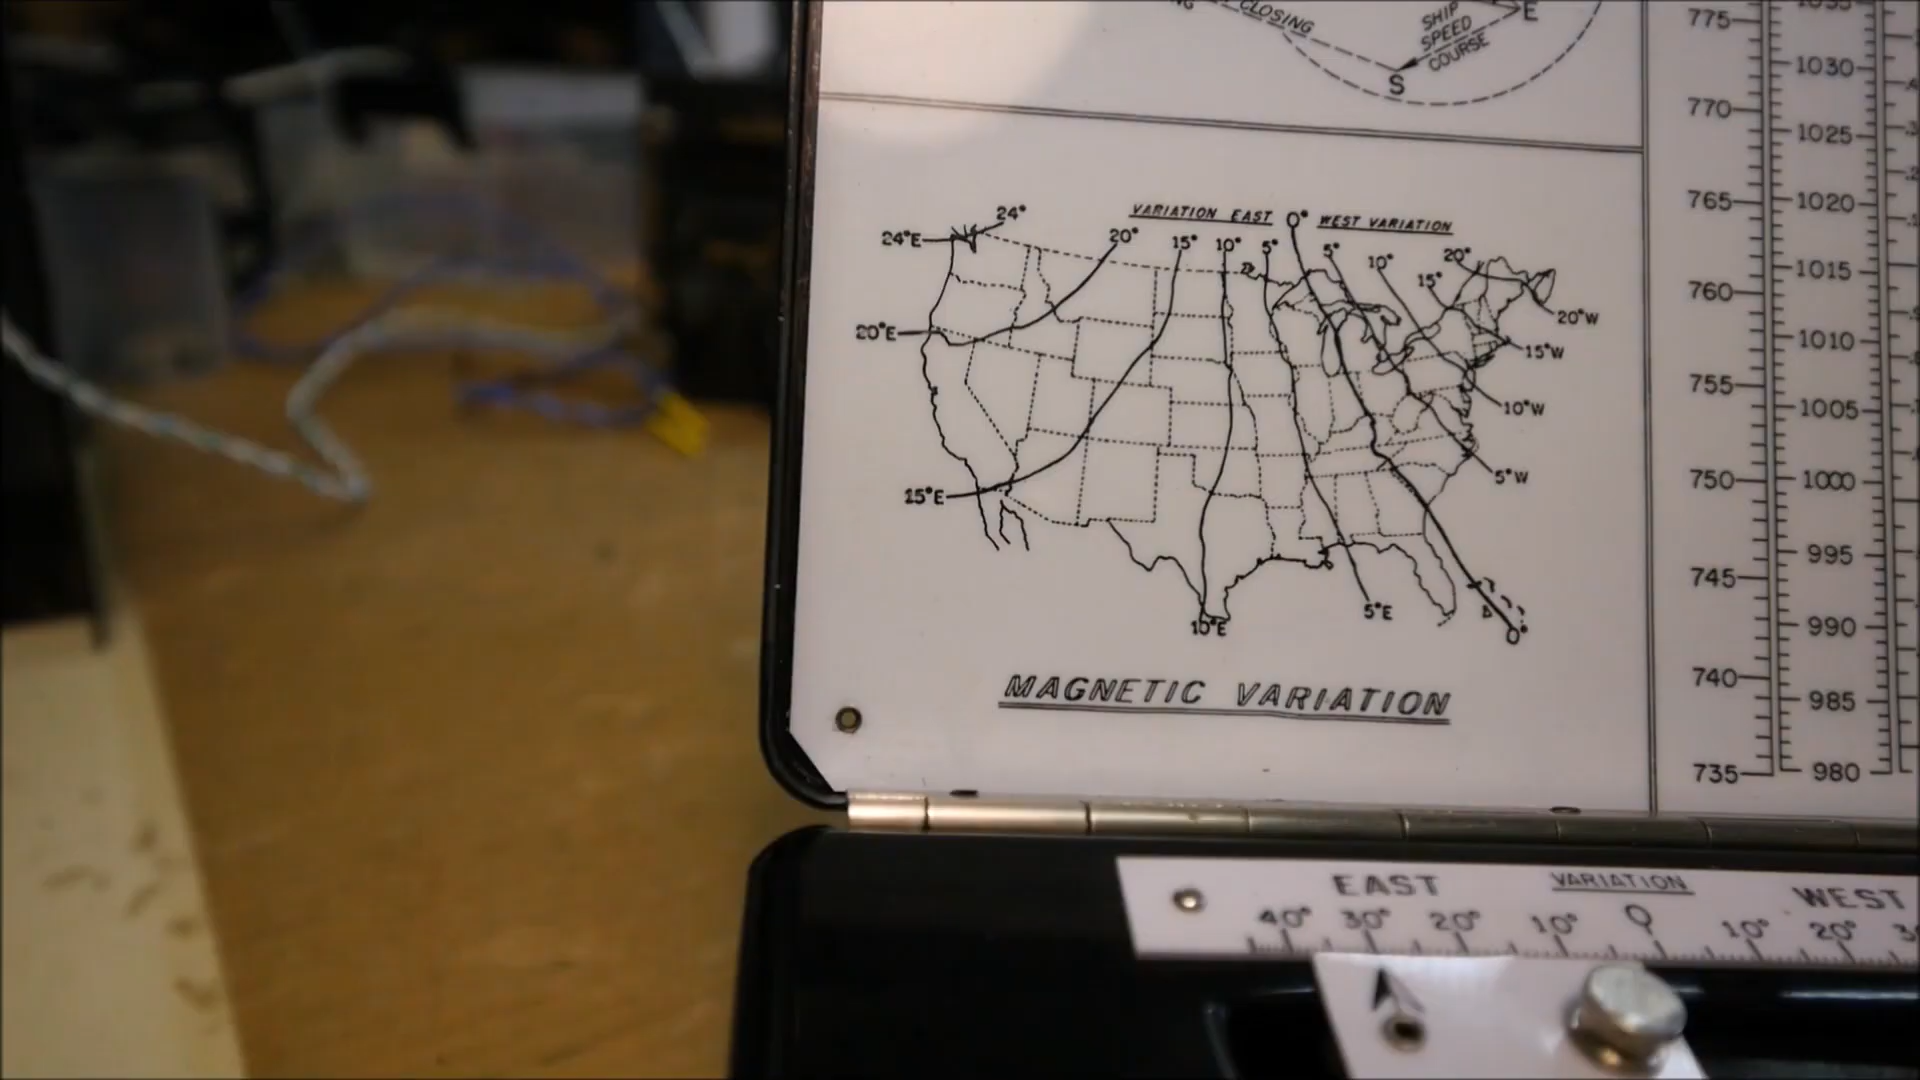 CLOSING
SHIP
SPEED
COURSE
E
S
775
770
765
760
755
750
745
740
735
1030
1025
1020
1015
1010
1005
1000
995
990
985
980
VARIATION EAST 0° WEST VARIATION
24°
24°E
20°
15°
10°
5°
5°
10°
15°
20°
20°E
20°W
15°W
10°W
15°E
5°W
10°E
5°E
0°
MAGNETIC VARIATION
EAST VARIATION WEST
40° 30° 20° 10° 0 10° 20°